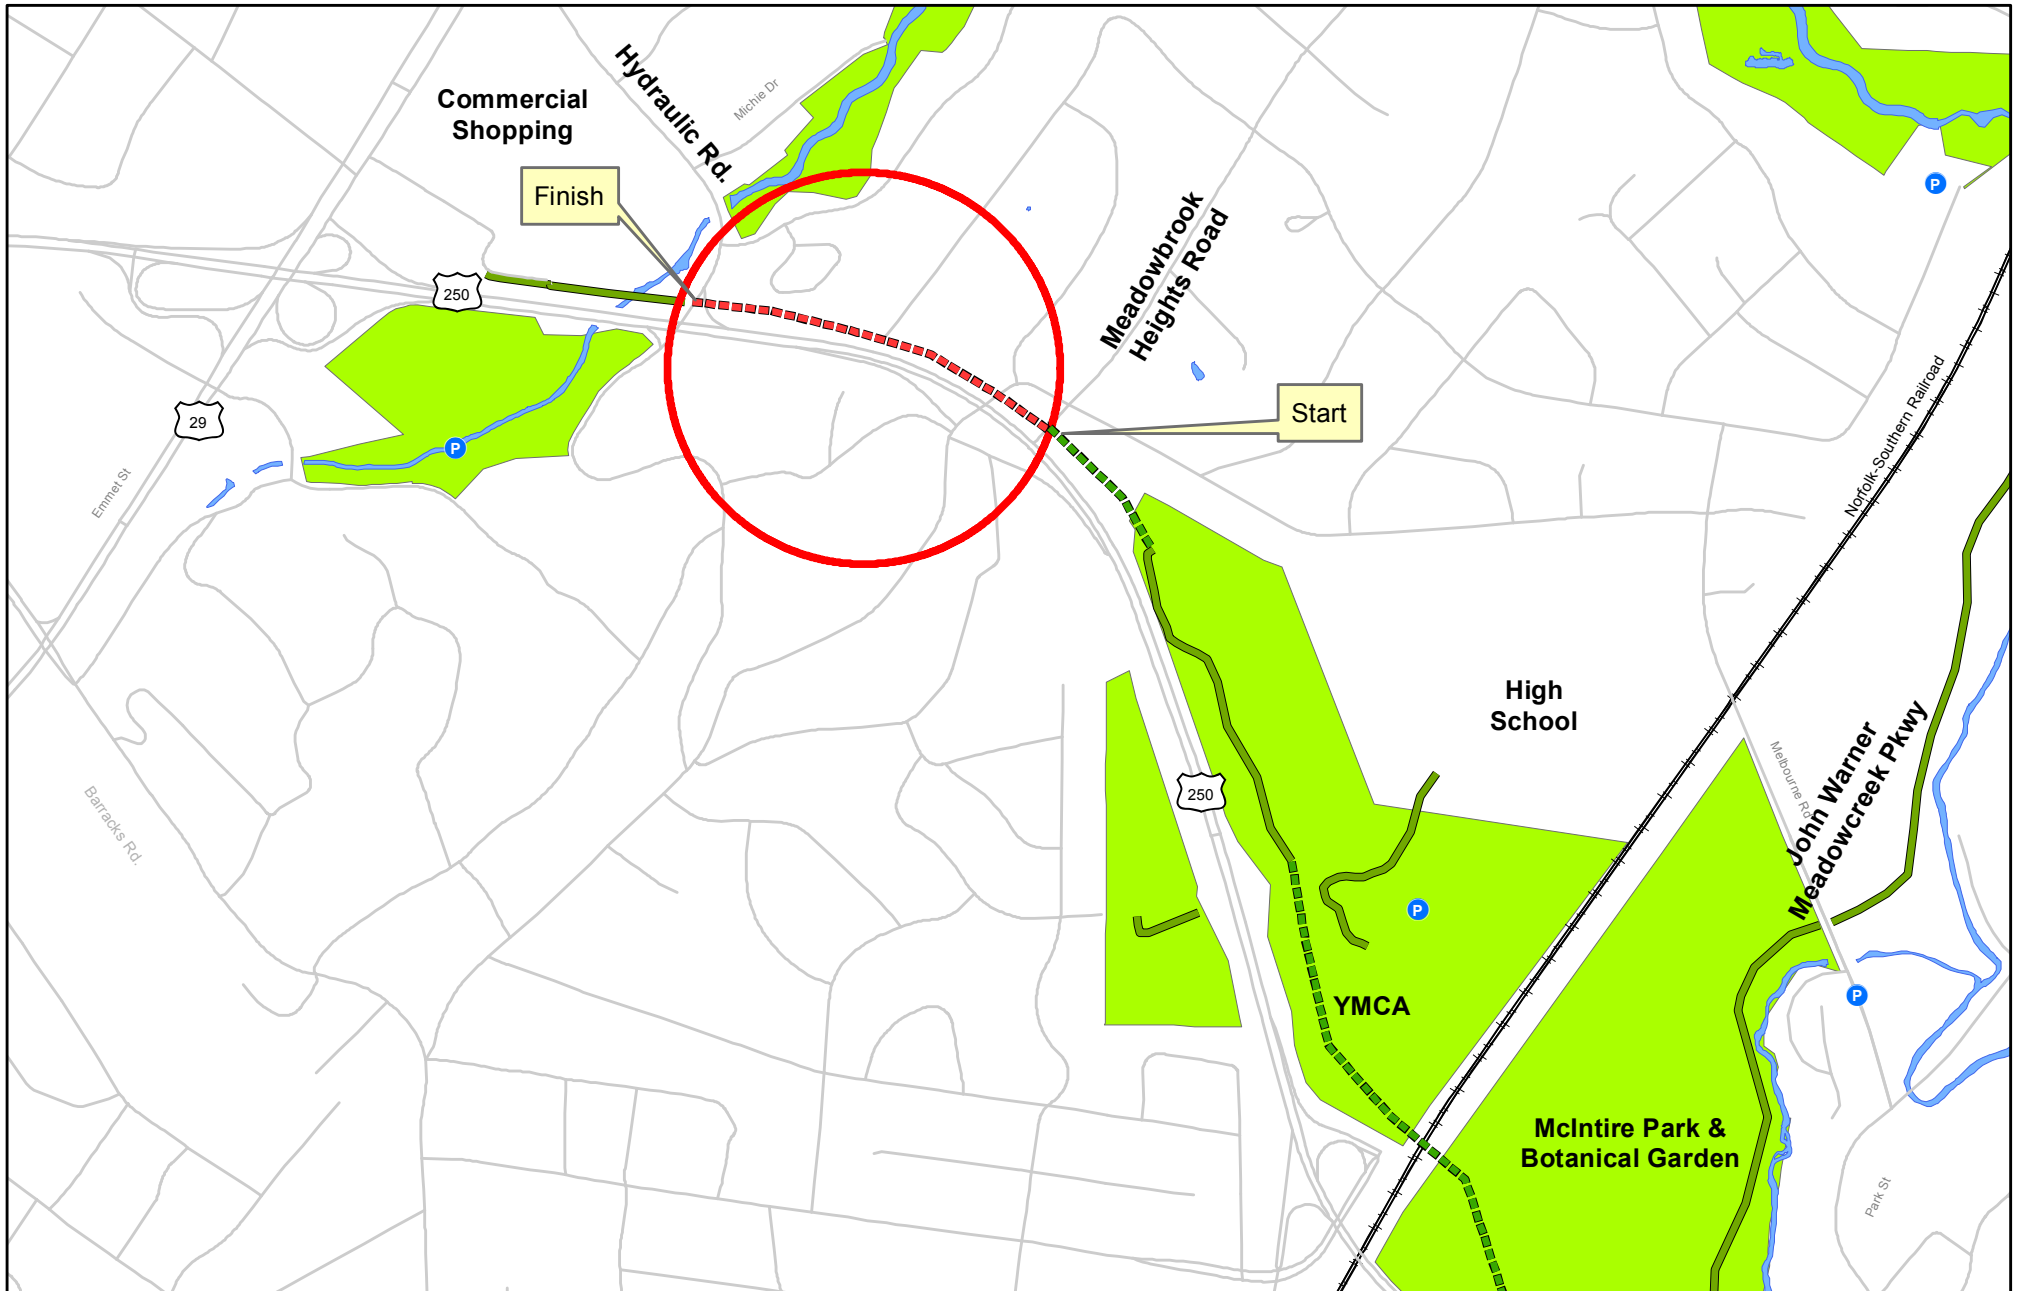 Hydraulic Rd.
Michie Dr
Commercial
Shopping
Finish
P
Meadowbrook
Heights Road
250
Start
29
P
Emmet St
Norfolk-Southern Railroad
High
School
John Warner
Meadowcreek Pkwy
Melbourne Rd
250
Barracks Rd.
P
P
YMCA
McIntire Park &
Botanical Garden
Park St